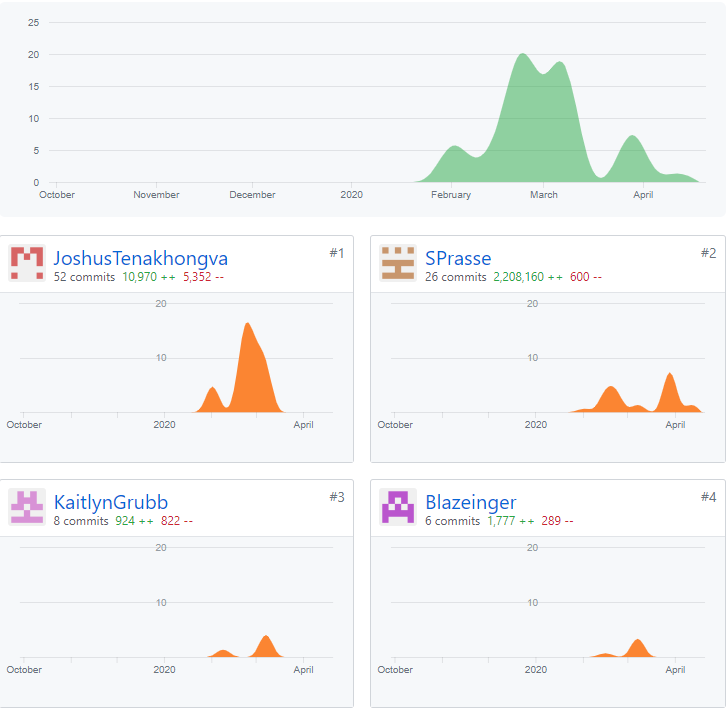 25
20
15
10
5
0
October November December 2020 February March April
JoshusTenakhongva #1
52 commits 10,970 ++ 5,352 --
20
10
October 2020 April
SPrasse #2
26 commits 2,208,160 ++ 600 --
20
10
October 2020 April
KaitlynGrubb #3
8 commits 924 ++ 822 --
20
10
October 2020 April
Blazeinger #4
6 commits 1,777 ++ 289 --
20
10
October 2020 April